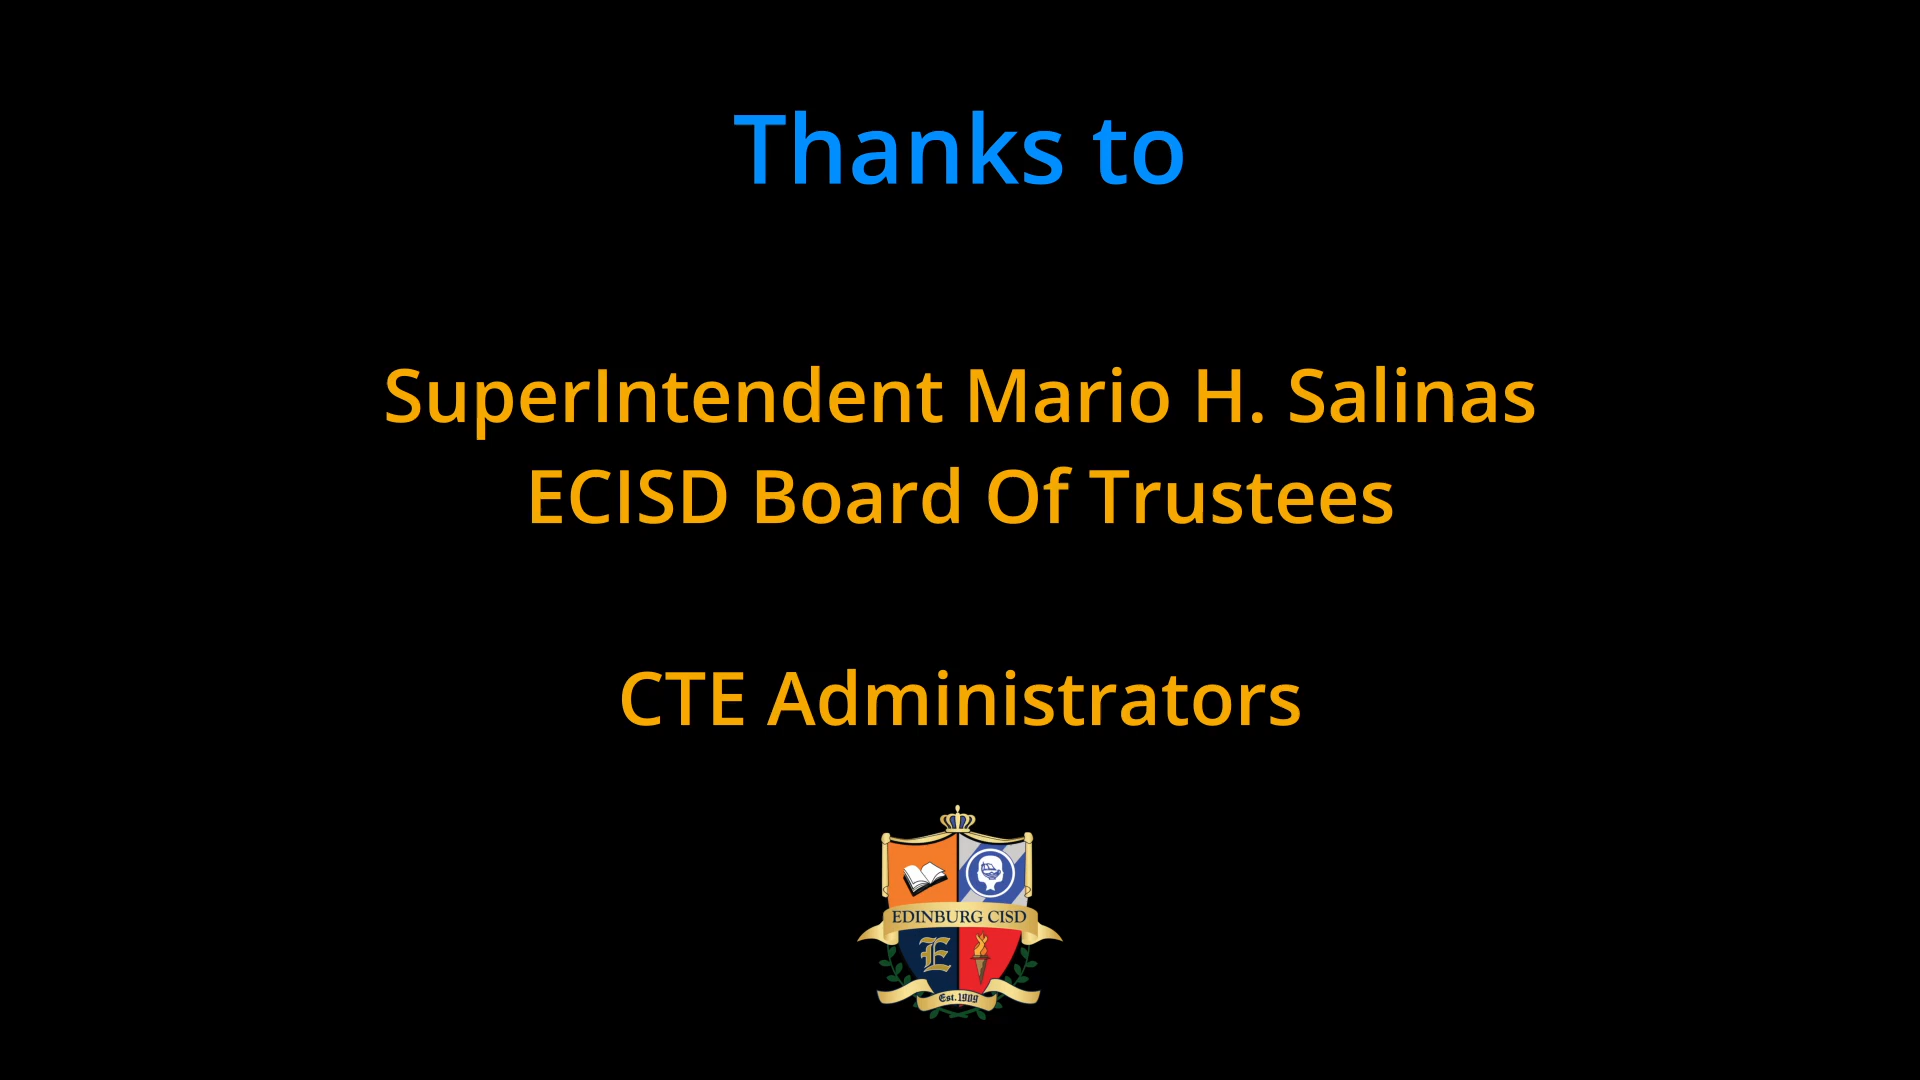 Thanks to
SuperIntendent Mario H. Salinas
ECISD Board Of Trustees
CTE Administrators
EDINBURG CISD
E
Est. 1909